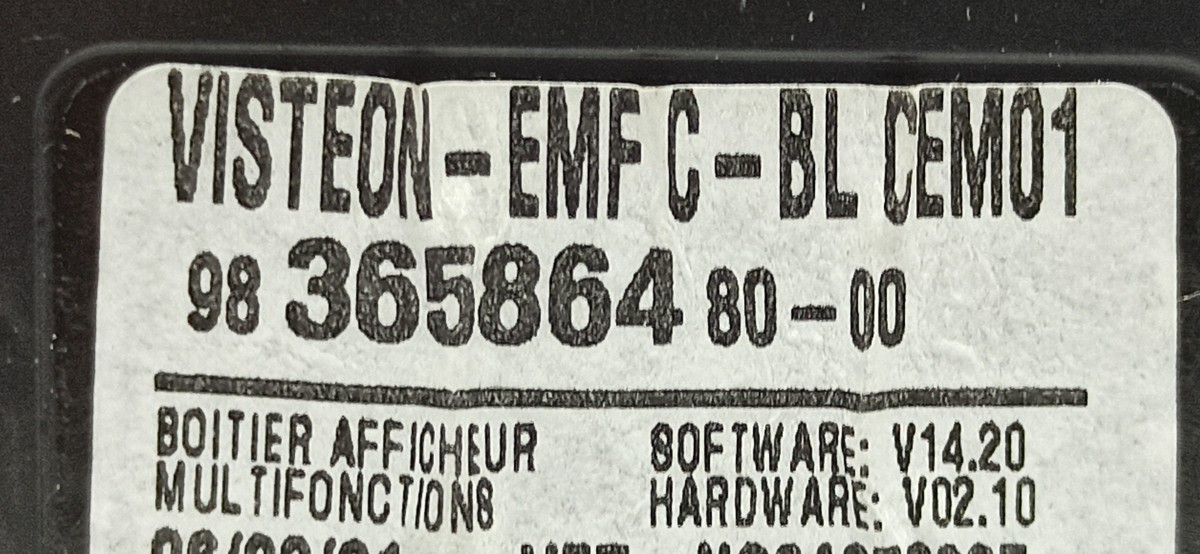 VISTEON-EMF C-BL CEM01
98 365864 80-00
BOITIER AFFICHEUR SOFTWARE: V14.20
MULTIFONCTIONS HARDWARE: V02.10